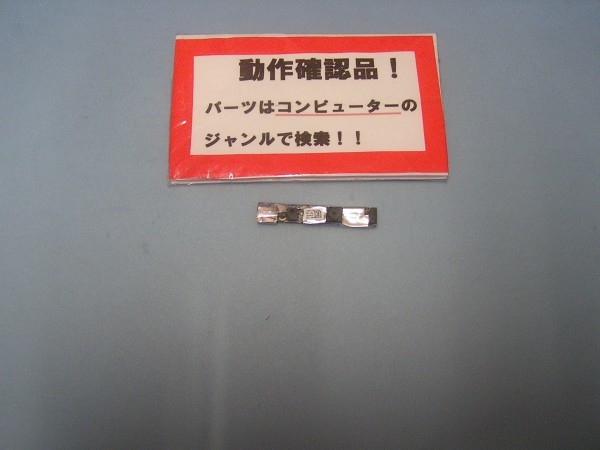 動作確認品！
パーツはコンピューターの
ジャンルで検索！！